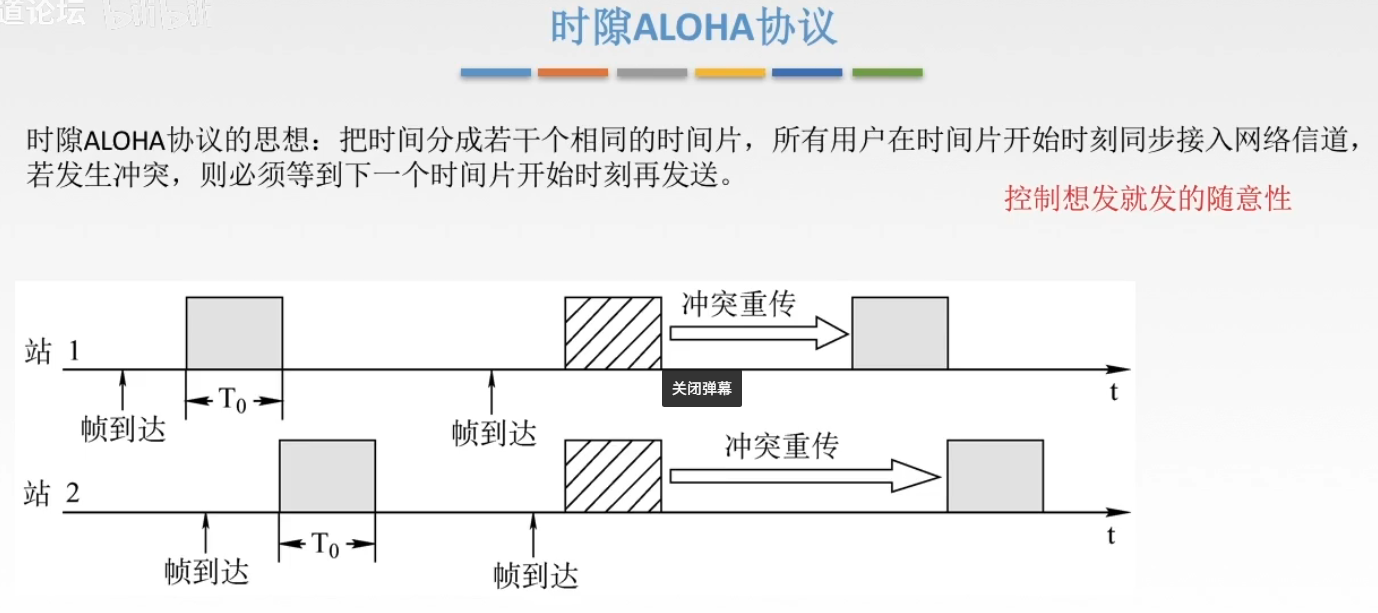 道论坛 bilibili
时隙ALOHA协议
时隙ALOHA协议的思想：把时间分成若干个相同的时间片，所有用户在时间片开始时刻同步接入网络信道，
若发生冲突，则必须等到下一个时间片开始时刻再发送。
控制想发就发的随意性
冲突重传
站 1
t
关闭弹幕
T₀
帧到达
帧到达
冲突重传
站 2
t
T₀
帧到达
帧到达